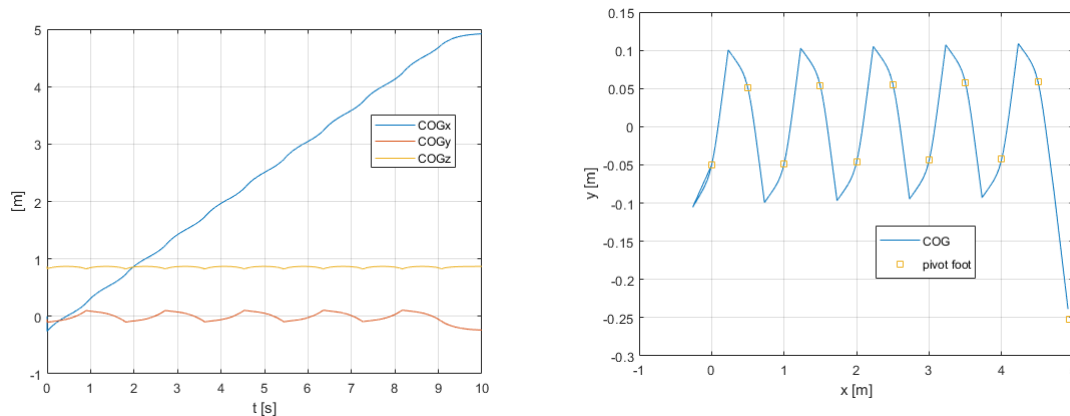 5
4
3
2
1
0
-1
[m]
COGx
COGy
COGz
0 1 2 3 4 5 6 7 8 9 10
t [s]
0.15
0.1
0.05
0
-0.05
-0.1
-0.15
-0.2
-0.25
-0.3
y [m]
COG
pivot foot
-1 0 1 2 3 4 5
x [m]